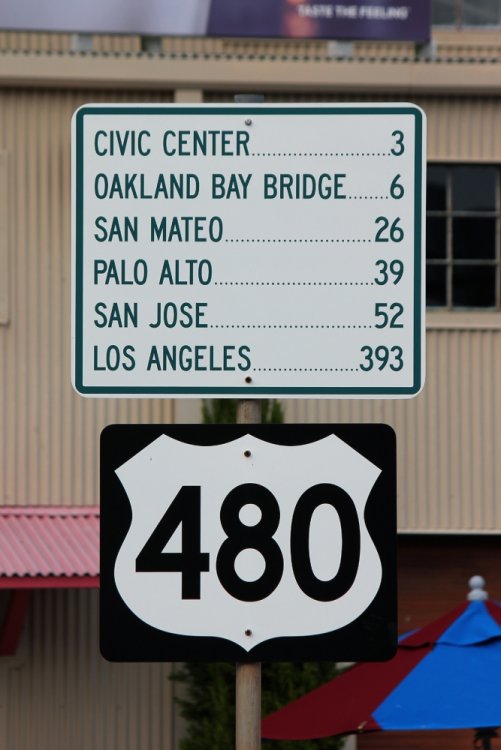 TASTE THE FEELING
CIVIC CENTER 3
OAKLAND BAY BRIDGE 6
SAN MATEO 26
PALO ALTO 39
SAN JOSE 52
LOS ANGELES 393
480